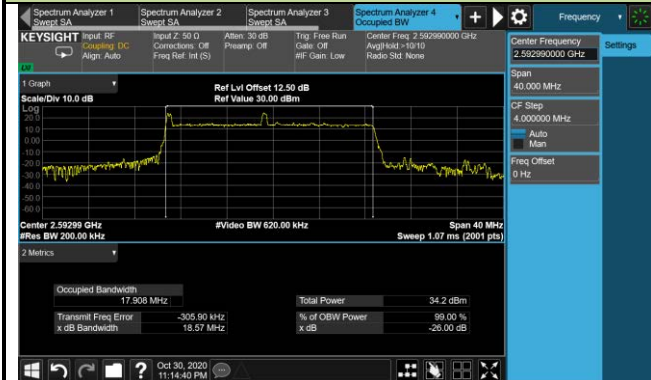 Spectrum Analyzer 1
Swept SA
Spectrum Analyzer 2
Swept SA
Spectrum Analyzer 3
Swept SA
Spectrum Analyzer 4
Occupied BW
Frequency
KEYSIGHT
Input: RF
Coupling: DC
Align: Auto
Input Z: 50 Ω
Corrections: Off
Freq Ref: Int (S)
Atten: 30 dB
Preamp: Off
Trig: Free Run
Gate: Off
#IF Gain: Low
Center Freq: 2.592990000 GHz
Avg|Hold:>10/10
Radio Std: None
Center Frequency
2.592990000 GHz
Settings
Span
40.000 MHz
CF Step
4.000000 MHz
Auto
Man
Freq Offset
0 Hz
1 Graph
Scale/Div 10.0 dB
Ref Lvl Offset 12.50 dB
Ref Value 30.00 dBm
Log
20.0
10.0
0.00
-10.0
-20.0
-30.0
-40.0
-50.0
-60.0
Center 2.59299 GHz
#Video BW 620.00 kHz
Span 40 MHz
#Res BW 200.00 kHz
Sweep 1.07 ms (2001 pts)
2 Metrics
Occupied Bandwidth
17.908 MHz
Total Power 34.2 dBm
Transmit Freq Error -305.90 kHz
% of OBW Power 99.00 %
x dB Bandwidth 18.57 MHz
x dB -26.00 dB
Oct 30, 2020
11:14:40 PM